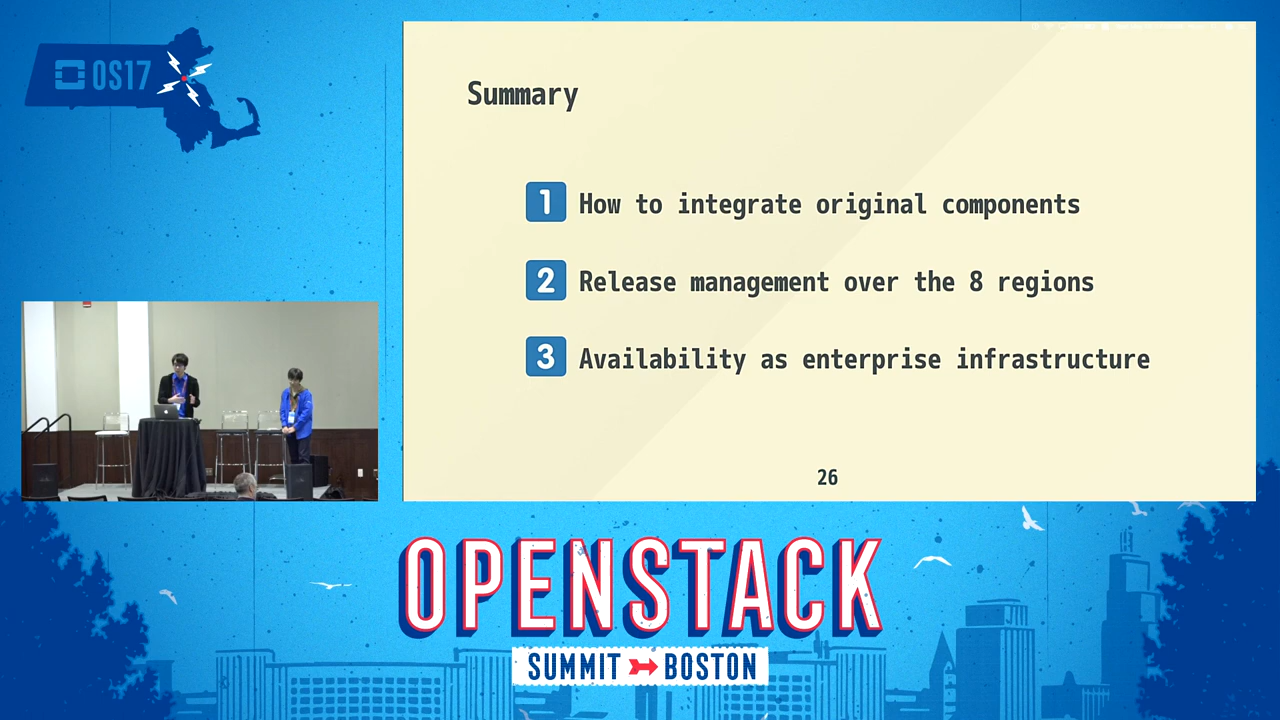 OS17
Summary
1 How to integrate original components
2 Release management over the 8 regions
3 Availability as enterprise infrastructure
26
OPENSTACK
SUMMIT BOSTON